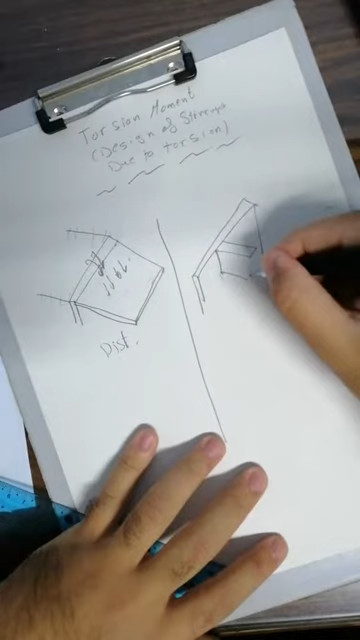 Torsion Moment
(Design of Stirrups
Due to torsion)
Dist.